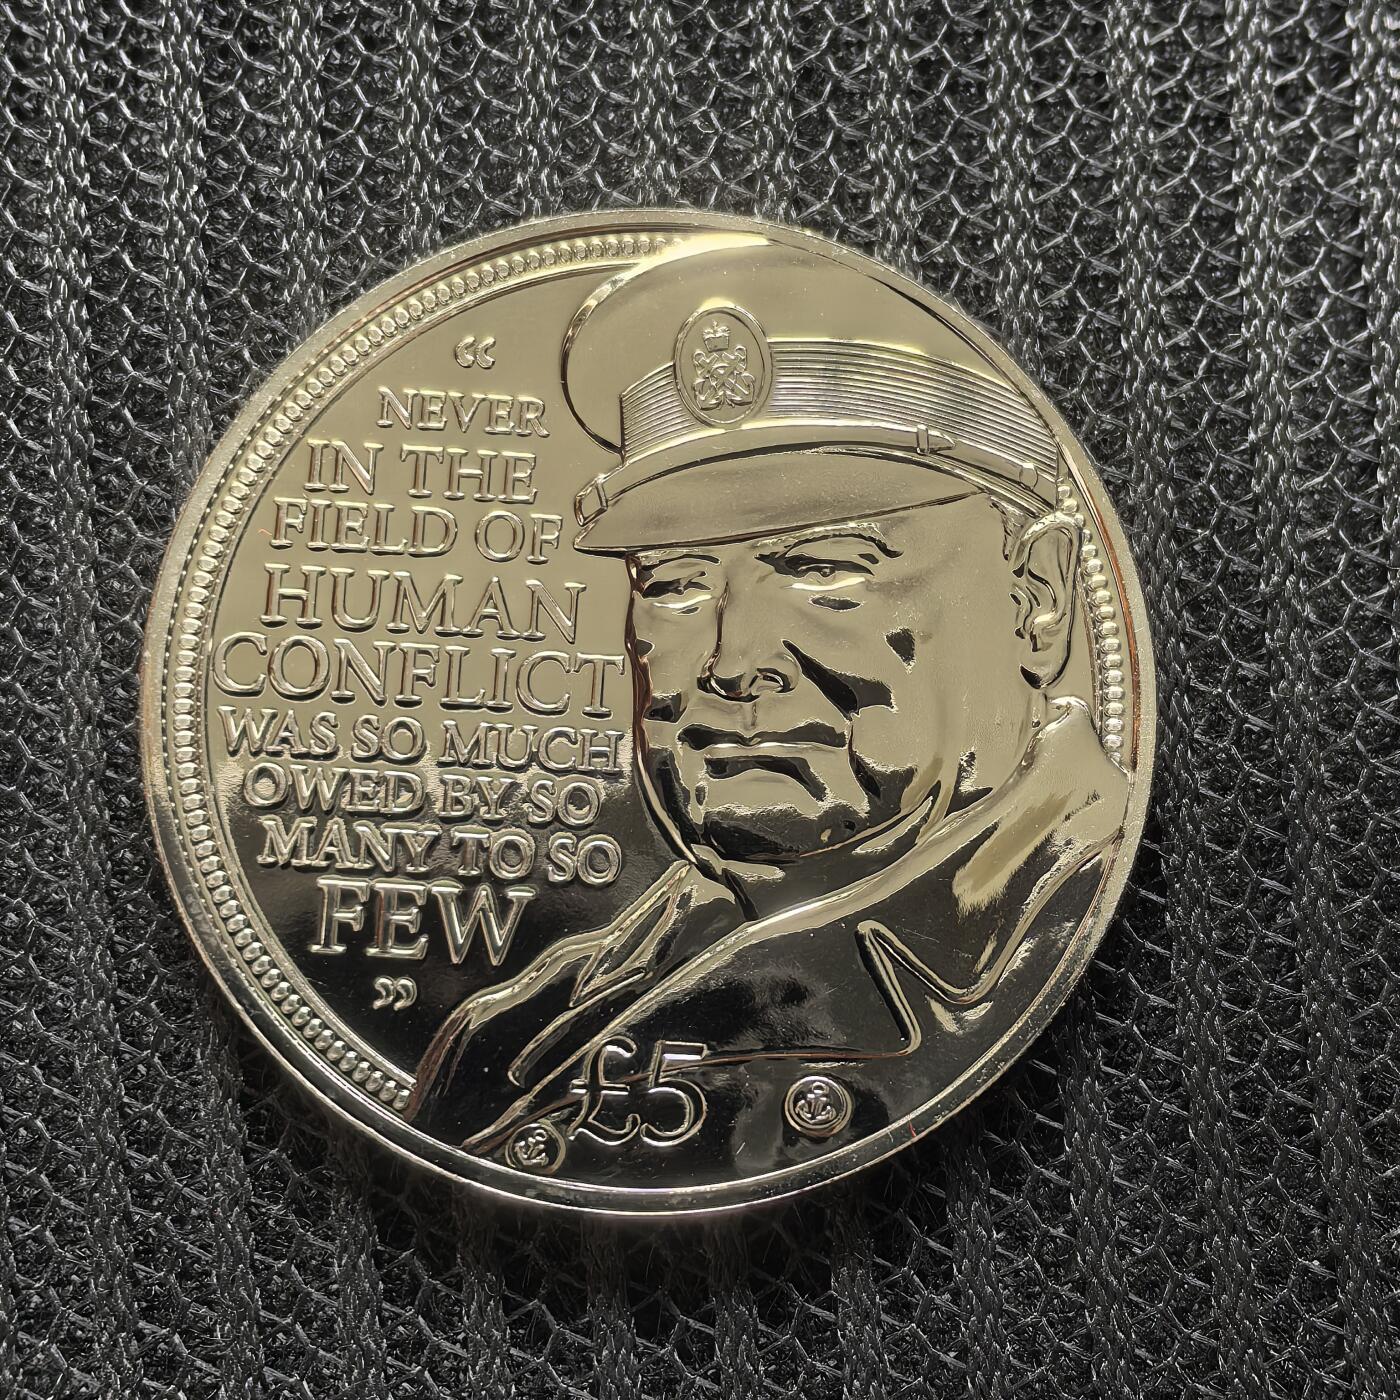 “
NEVER
IN THE
FIELD OF
HUMAN
CONFLICT
WAS SO MUCH
OWED BY SO
MANY TO SO
FEW
”
£5